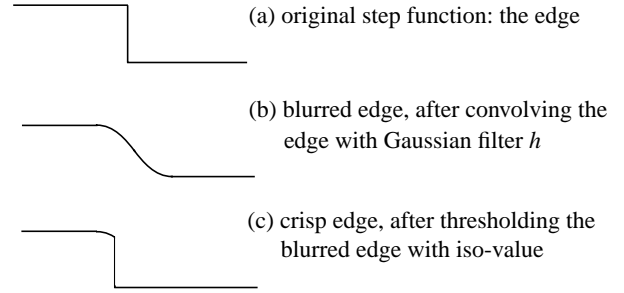 (a) original step function: the edge
(b) blurred edge, after convolving the
edge with Gaussian filter h
(c) crisp edge, after thresholding the
blurred edge with iso-value